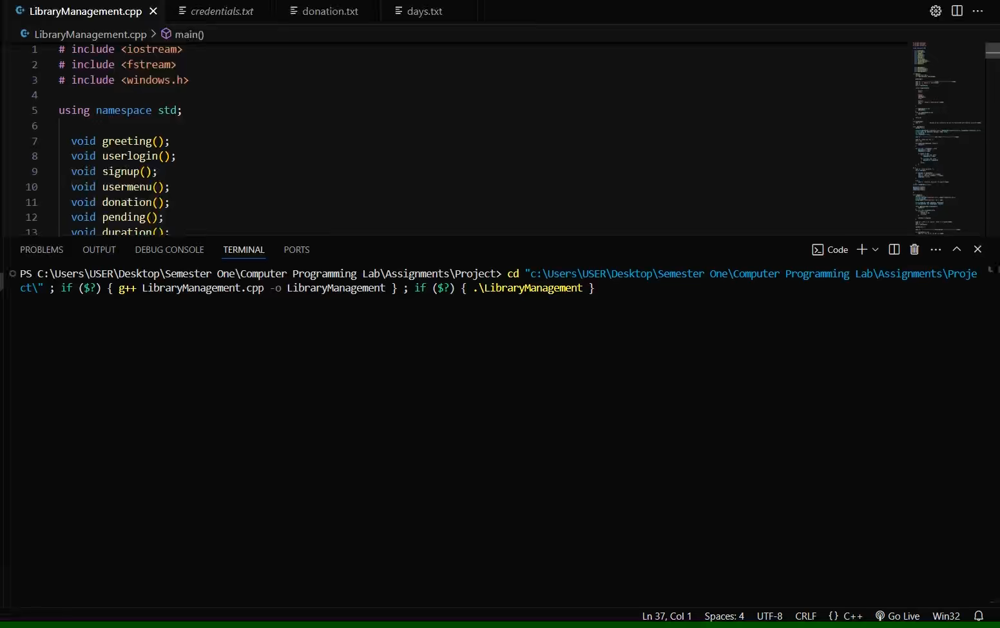 LibraryManagement.cpp credentials.txt donation.txt days.txt
LibraryManagement.cpp > main()
1 # include <iostream>
2 # include <fstream>
3 # include <windows.h>
4
5 using namespace std;
6
7 void greeting();
8 void userlogin();
9 void signup();
10 void usermenu();
11 void donation();
12 void pending();
13 void duration();
PROBLEMS OUTPUT DEBUG CONSOLE TERMINAL PORTS Code
PS C:\Users\USER\Desktop\Semester One\Computer Programming Lab\Assignments\Project> cd "c:\Users\USER\Desktop\Semester One\Computer Programming Lab\Assignments\Proje
ct\" ; if ($?) { g++ LibraryManagement.cpp -o LibraryManagement } ; if ($?) { .\LibraryManagement }
Ln 37, Col 1 Spaces: 4 UTF-8 CRLF {} C++ Go Live Win32